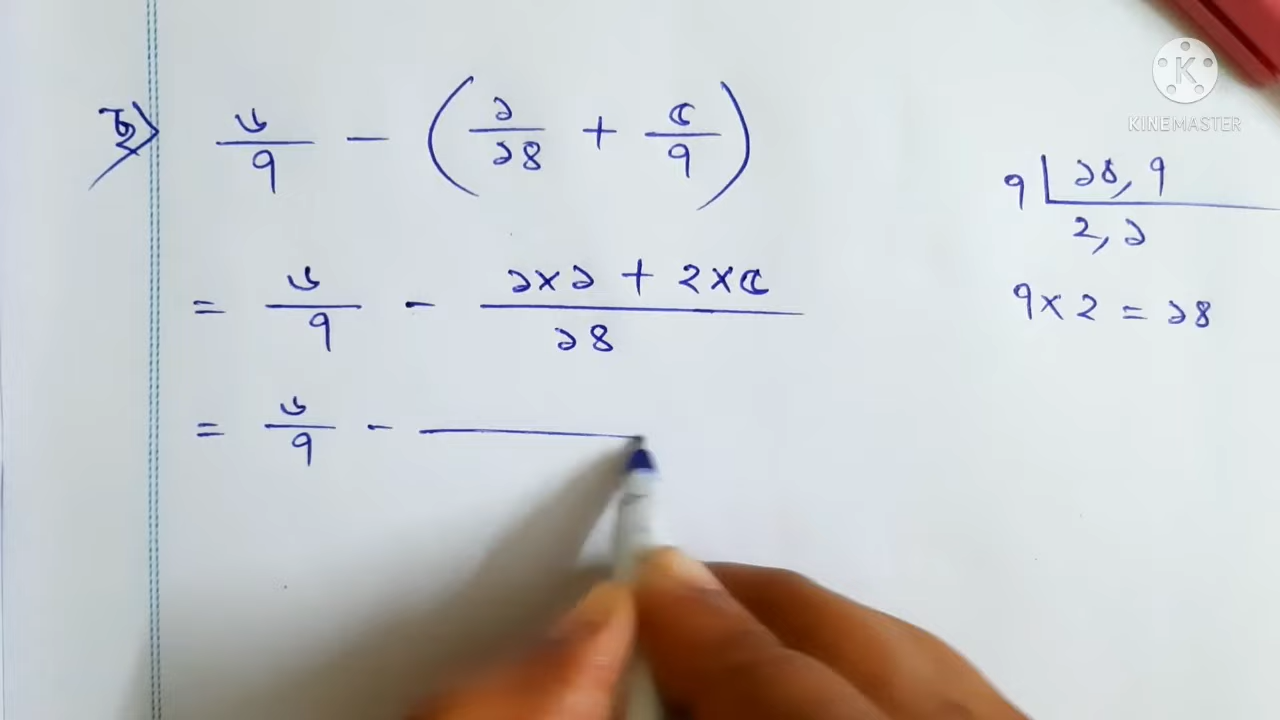 ৬/৭ - (১/১৪ + ৫/৭)
= ৬/৭ - (১×১ + ২×৫)/১৪
= ৬/৭ -
৭ | ১৪, ৭
২, ১
৭ × ২ = ১৪
K
KINEMASTER